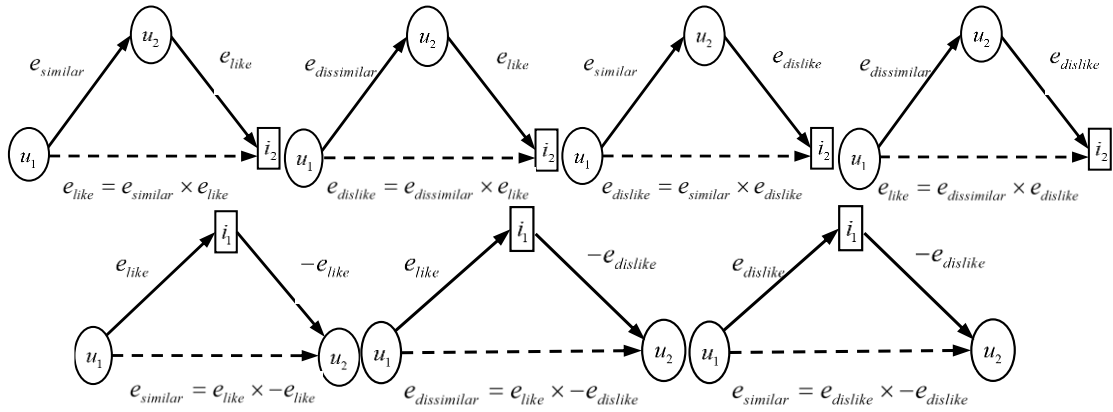 u₂ u₂ u₂ u₂
e_similar e_like e_dissimilar e_like e_similar e_dislike e_dissimilar e_dislike
u₁ i₂ u₁ i₂ u₁ i₂ u₁ i₂
e_like = e_similar × e_like e_dislike = e_dissimilar × e_like e_dislike = e_similar × e_dislike e_like = e_dissimilar × e_dislike
i₁ i₁ i₁
e_like −e_like e_like −e_dislike e_dislike −e_dislike
u₁ u₂ u₁ u₂ u₁ u₂
e_similar = e_like × −e_like e_dissimilar = e_like × −e_dislike e_similar = e_dislike × −e_dislike